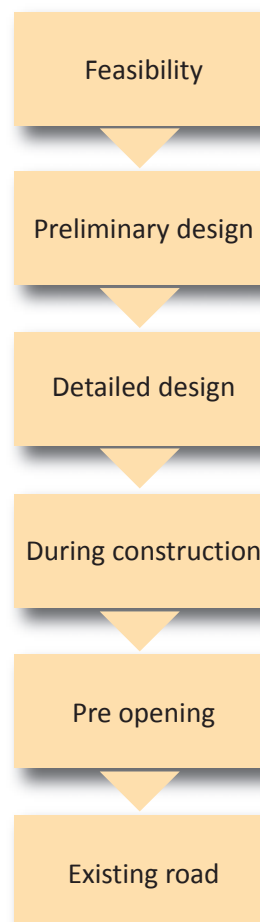 Feasibility
Preliminary design
Detailed design
During construction
Pre opening
Existing road